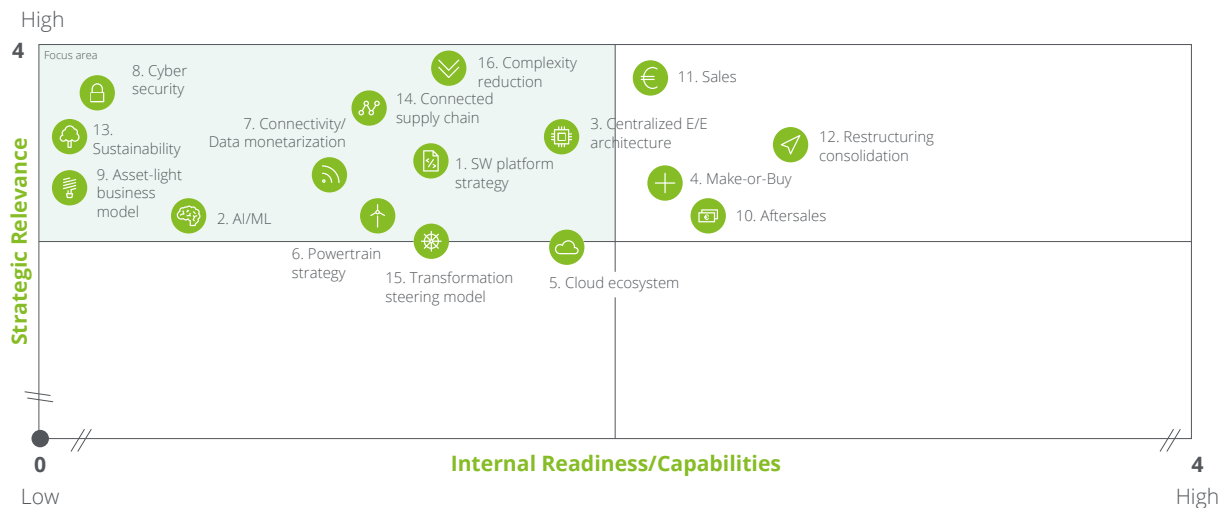 High
4
Focus area
8. Cyber
security
16. Complexity
reduction
11. Sales
14. Connected
supply chain
13.
Sustainability
7. Connectivity/
Data monetarization
3. Centralized E/E
architecture
12. Restructuring
consolidation
1. SW platform
strategy
9. Asset-light
business
model
4. Make-or-Buy
2. AI/ML
10. Aftersales
6. Powertrain
strategy
15. Transformation
steering model
5. Cloud ecosystem
Strategic Relevance
0
Internal Readiness/Capabilities
4
Low
High